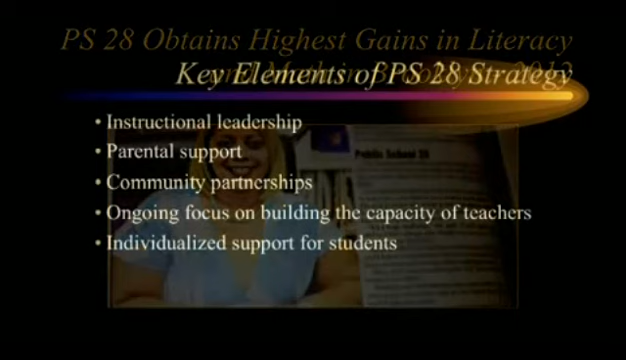 PS 28 Obtains Highest Gains in Literacy
Key Elements of PS 28 Strategy
• Instructional leadership
• Parental support
• Community partnerships
• Ongoing focus on building the capacity of teachers
• Individualized support for students
Public School 28